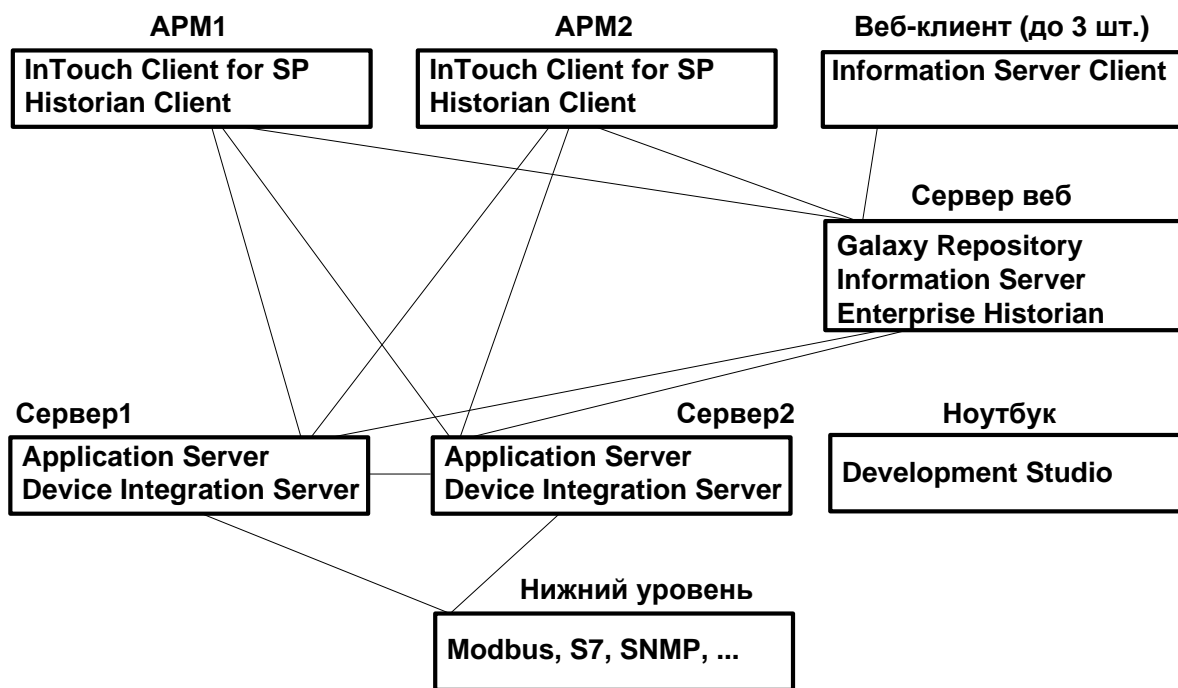 АРМ1
InTouch Client for SP
Historian Client
АРМ2
InTouch Client for SP
Historian Client
Веб-клиент (до 3 шт.)
Information Server Client
Сервер веб
Galaxy Repository
Information Server
Enterprise Historian
Сервер1
Application Server
Device Integration Server
Сервер2
Application Server
Device Integration Server
Ноутбук
Development Studio
Нижний уровень
Modbus, S7, SNMP, ...